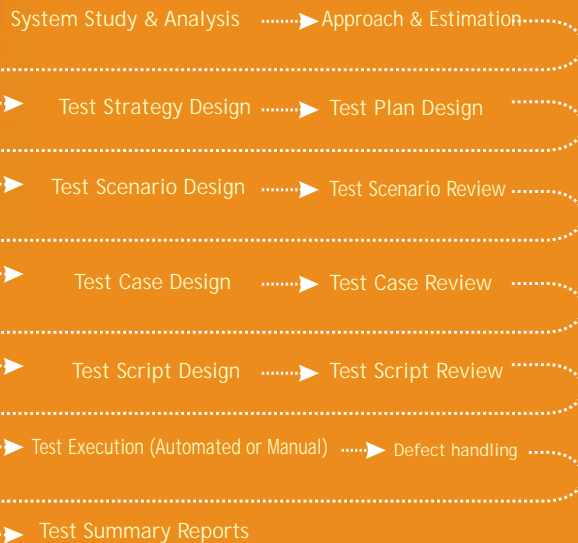 System Study & Analysis Approach & Estimation
Test Strategy Design Test Plan Design
Test Scenario Design Test Scenario Review
Test Case Design Test Case Review
Test Script Design Test Script Review
Test Execution (Automated or Manual) Defect handling
Test Summary Reports